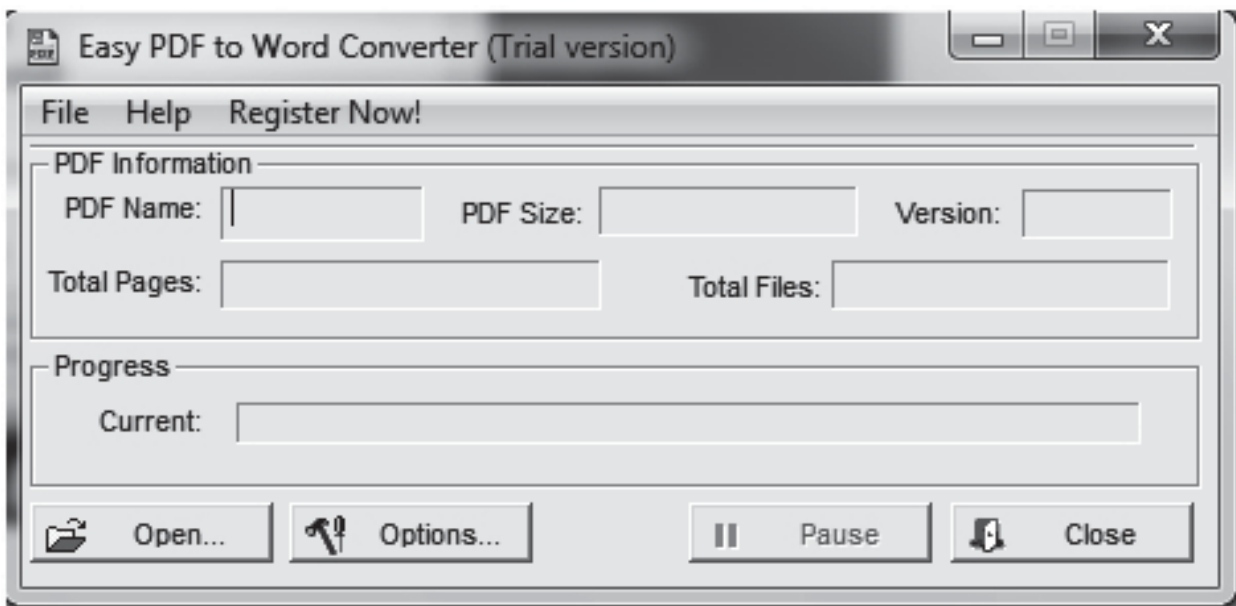 Easy PDF to Word Converter (Trial version)
File Help Register Now!
PDF Information
PDF Name: PDF Size: Version:
Total Pages: Total Files:
Progress
Current:
Open... Options... Pause Close